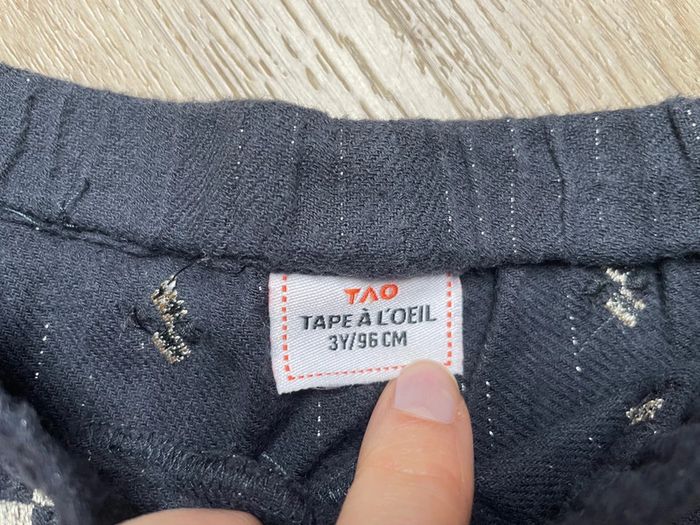 TAO
TAPE À L'OEIL
3Y/96 CM